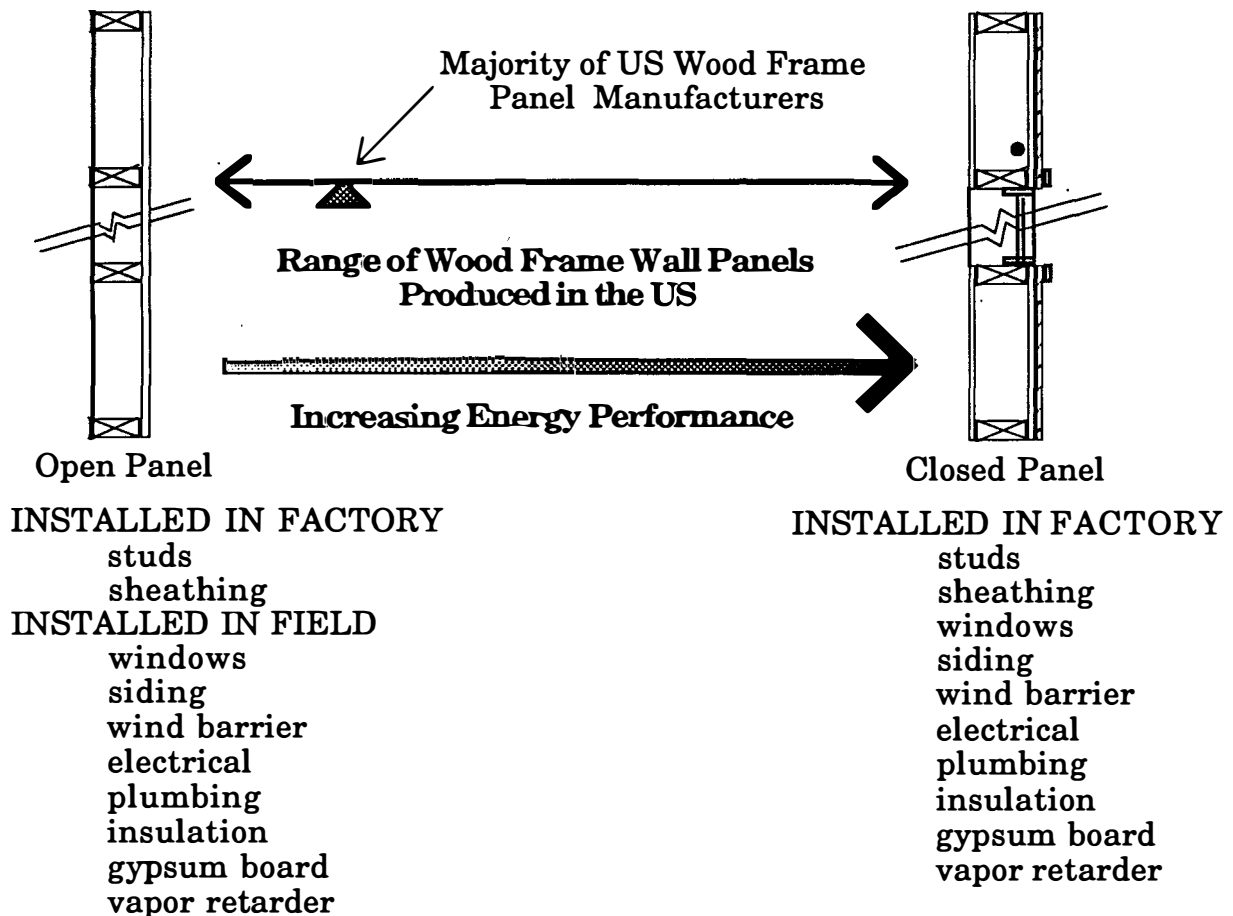 Majority of US Wood Frame
Panel Manufacturers
Range of Wood Frame Wall Panels
Produced in the US
Increasing Energy Performance
Open Panel
INSTALLED IN FACTORY
studs
sheathing
INSTALLED IN FIELD
windows
siding
wind barrier
electrical
plumbing
insulation
gypsum board
vapor retarder
Closed Panel
INSTALLED IN FACTORY
studs
sheathing
windows
siding
wind barrier
electrical
plumbing
insulation
gypsum board
vapor retarder